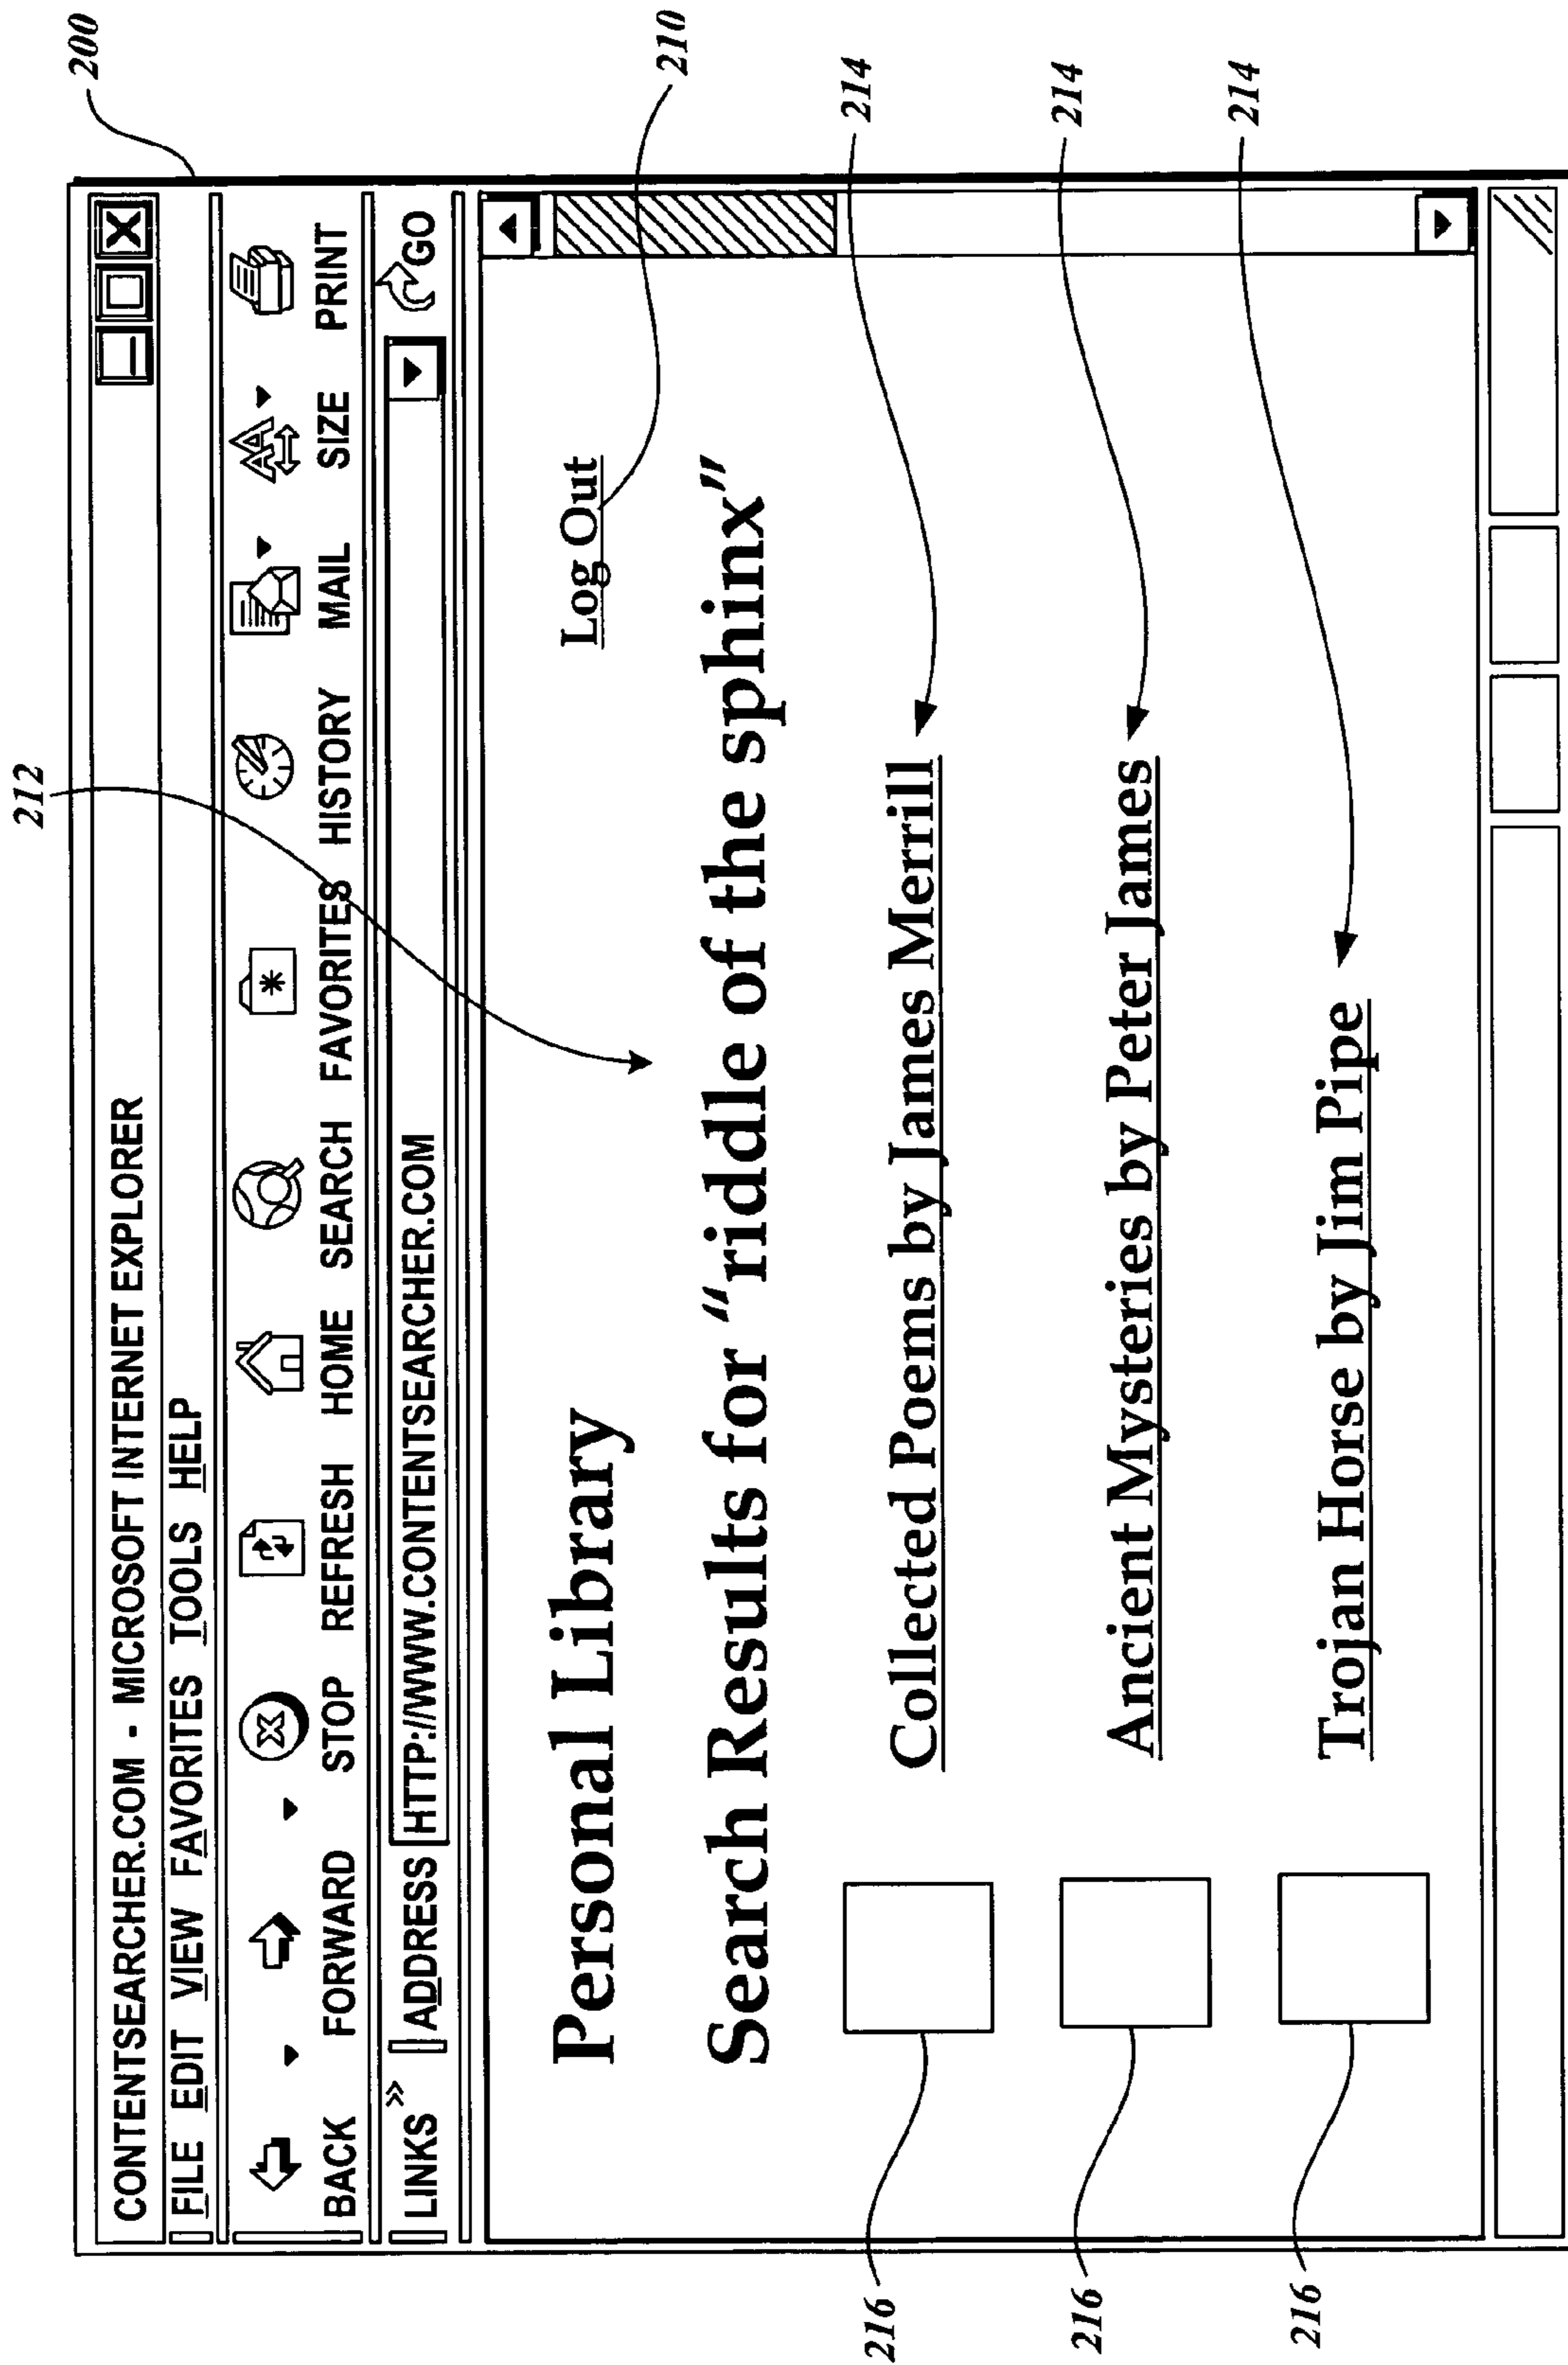 200
212
CONTENTSEARCHER.COM - MICROSOFT INTERNET EXPLORER
FILE EDIT VIEW FAVORITES TOOLS HELP
BACK FORWARD STOP REFRESH HOME SEARCH FAVORITES HISTORY MAIL SIZE PRINT
LINKS » ADDRESS HTTP://WWW.CONTENTSEARCHER.COM GO
Personal Library Log Out
210
Search Results for “riddle of the sphinx”
216 Collected Poems by James Merrill 214
216 Ancient Mysteries by Peter James 214
216 Trojan Horse by Jim Pipe 214